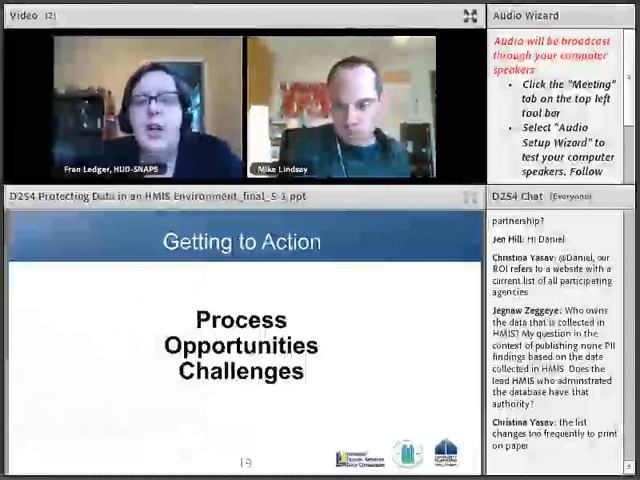 Video (2)
Fran Ledger, HUD-SNAPS
Mike Lindsay
Audio Wizard
Audio will be broadcast
through your computer
speakers
• Click the "Meeting"
tab on the top left
tool bar
• Select "Audio
Setup Wizard" to
test your computer
speakers. Follow
D2S4 Protecting Data in an HMIS Environment_final_5-1.ppt
Getting to Action
Process
Opportunities
Challenges
19
D2S4 Chat (Everyone)
partnership?
Jen Hill: Hi Daniel
Christina Yasav: @Daniel, our
ROI refers to a website with a
current list of all participating
agencies
Jegnaw Zeggeye: Who owns
the data that is collected in
HMIS? My question in the
context of publishing none PII
findings based on the data
collected in HMIS. Does the
lead HMIS who adminstrated
the database have that
authority?
Christina Yasav: the list
changes too frequently to print
on paper